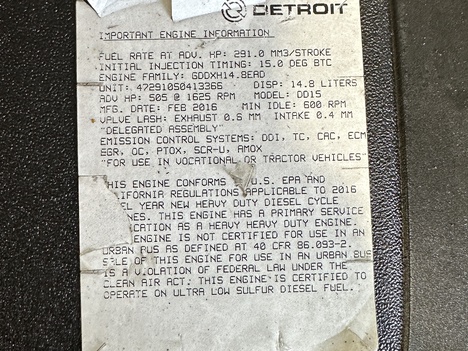 DETROIT
IMPORTANT ENGINE INFORMATION
FUEL RATE AT ADV. HP: 291.0 MM3/STROKE
INITIAL INJECTION TIMING: 15.0 DEG BTC
ENGINE FAMILY: GDDXH14.8EAD
UNIT: 472910S0413366 DISP: 14.8 LITERS
ADV HP: 505 @ 1625 RPM MODEL: DD15
MFG. DATE: FEB 2016 MIN IDLE: 600 RPM
VALVE LASH: EXHAUST 0.6 MM INTAKE 0.4 MM
"DELEGATED ASSEMBLY"
EMISSION CONTROL SYSTEMS: DDI, TC, CAC, ECM
EGR, OC, PTOX, SCR-U, AMOX
"FOR USE IN VOCATIONAL OR TRACTOR VEHICLES"
THIS ENGINE CONFORMS U.S. EPA AND
CALIFORNIA REGULATIONS APPLICABLE TO 2016
EL YEAR NEW HEAVY DUTY DIESEL CYCLE
INES. THIS ENGINE HAS A PRIMARY SERVICE
ICATION AS A HEAVY HEAVY DUTY ENGINE.
ENGINE IS NOT CERTIFIED FOR USE IN AN
URBAN BUS AS DEFINED AT 40 CFR 86.093-2.
SALE OF THIS ENGINE FOR USE IN AN URBAN BUS
IS A VIOLATION OF FEDERAL LAW UNDER THE
CLEAN AIR ACT. THIS ENGINE IS CERTIFIED TO
OPERATE ON ULTRA LOW SULFUR DIESEL FUEL.